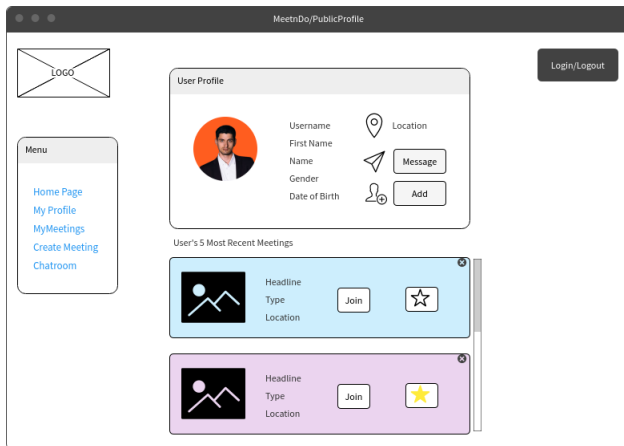 MeetnDo/PublicProfile
LOGO
Login/Logout
Menu
Home Page
My Profile
MyMeetings
Create Meeting
Chatroom
User Profile
Username
First Name
Name
Gender
Date of Birth
Location
Message
Add
User's 5 Most Recent Meetings
Headline
Type
Location
Join
Headline
Type
Location
Join